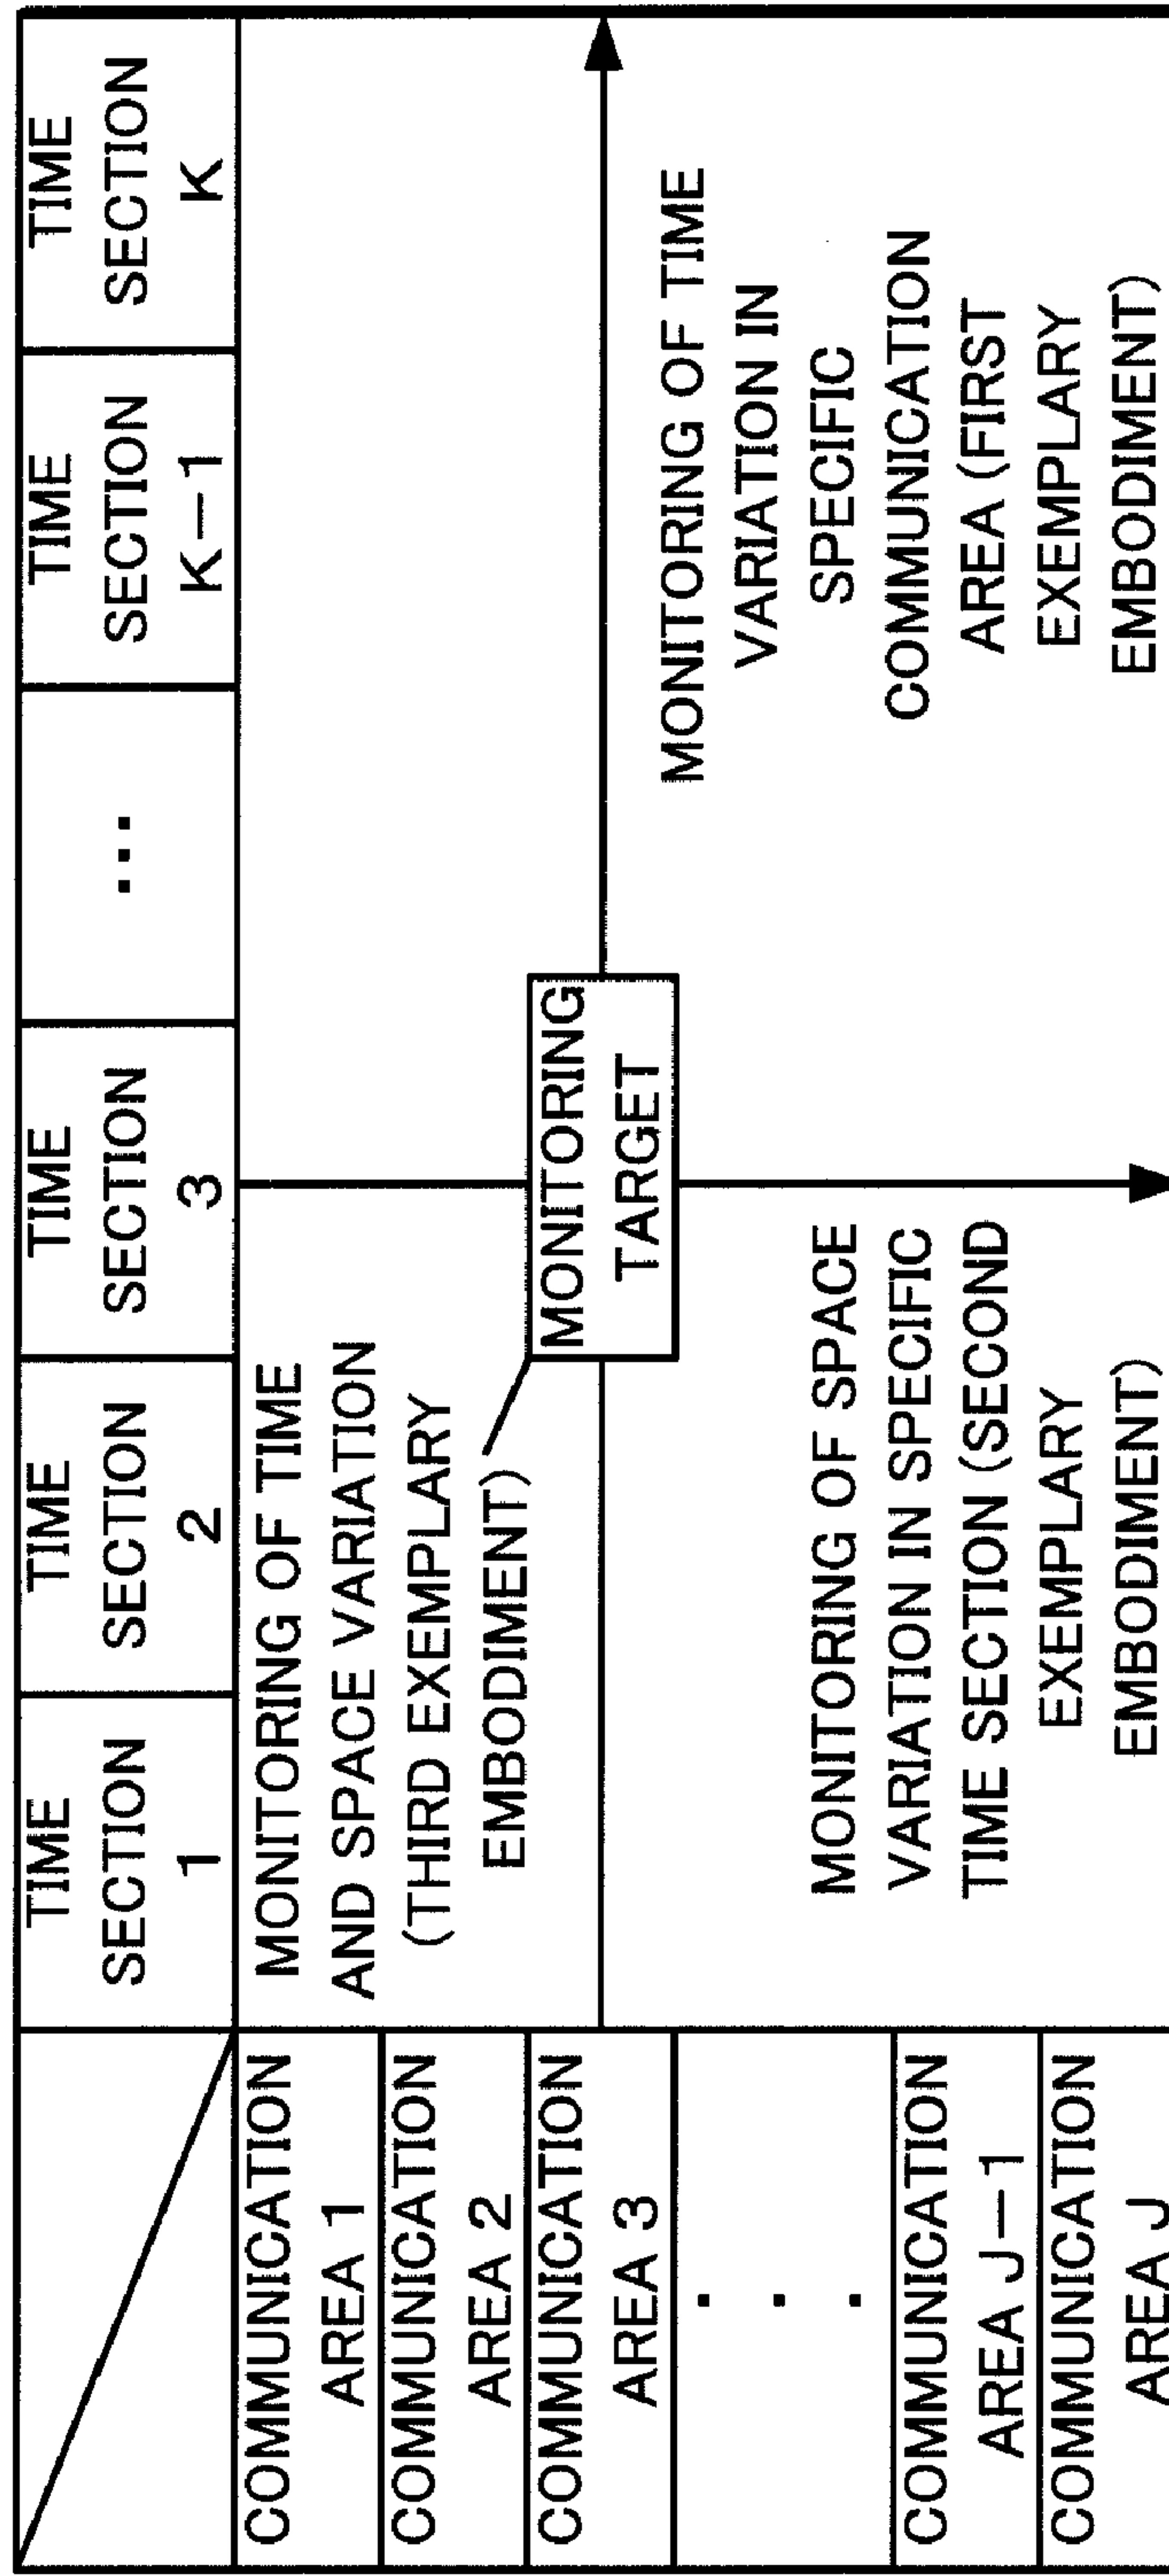 TIME
SECTION
1
TIME
SECTION
2
TIME
SECTION
3
...
TIME
SECTION
K-1
TIME
SECTION
K
COMMUNICATION
AREA 1
COMMUNICATION
AREA 2
COMMUNICATION
AREA 3
...
COMMUNICATION
AREA J-1
COMMUNICATION
AREA J
MONITORING OF TIME
AND SPACE VARIATION
(THIRD EXEMPLARY
EMBODIMENT)
MONITORING
TARGET
MONITORING OF SPACE
VARIATION IN SPECIFIC
TIME SECTION (SECOND
EXEMPLARY
EMBODIMENT)
MONITORING OF TIME
VARIATION IN
SPECIFIC
COMMUNICATION
AREA (FIRST
EXEMPLARY
EMBODIMENT)